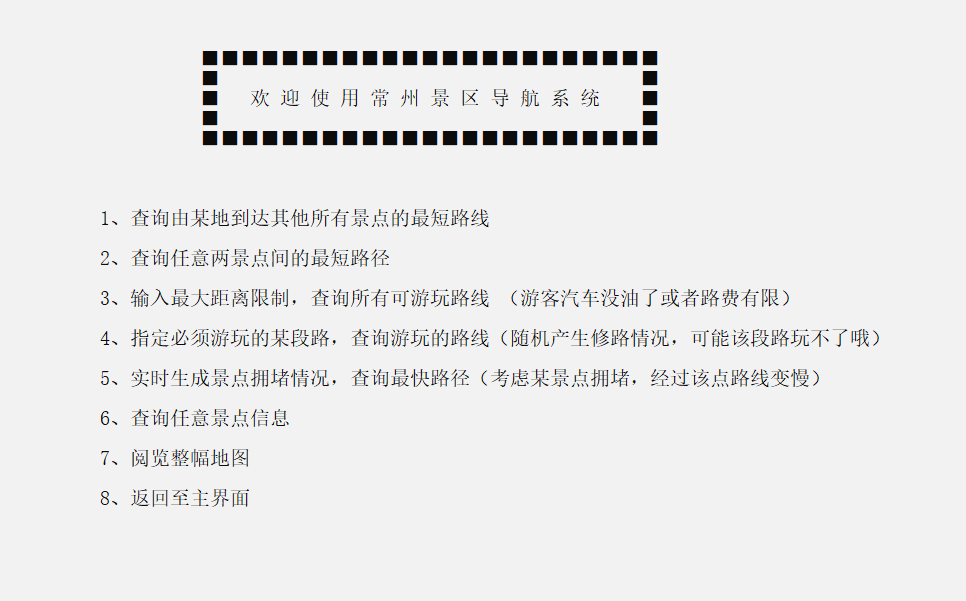 欢迎使用常州景区导航系统
1、查询由某地到达其他所有景点的最短路线
2、查询任意两景点间的最短路径
3、输入最大距离限制，查询所有可游玩路线 （游客汽车没油了或者路费有限）
4、指定必须游玩的某段路，查询游玩的路线（随机产生修路情况，可能该段路玩不了哦）
5、实时生成景点拥堵情况，查询最快路径（考虑某景点拥堵，经过该点路线变慢）
6、查询任意景点信息
7、阅览整幅地图
8、返回至主界面